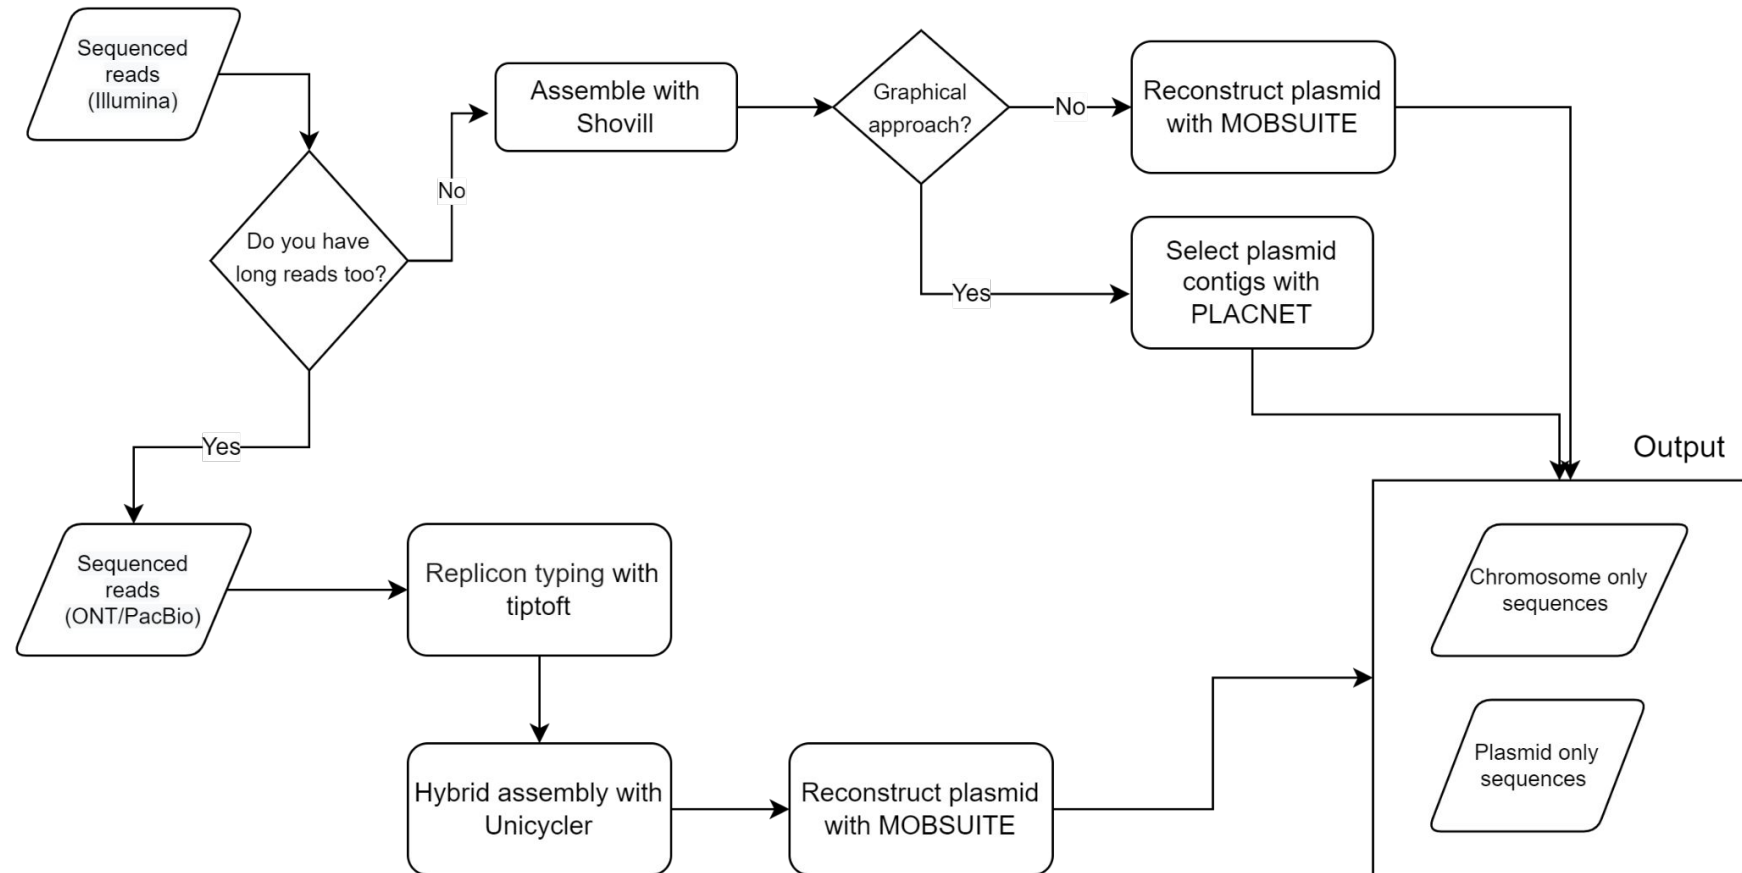 Sequenced
reads
(Illumina)
Do you have
long reads too?
No
Assemble with
Shovill
Graphical
approach?
No
Reconstruct plasmid
with MOBSUITE
Yes
Select plasmid
contigs with
PLACNET
Yes
Sequenced
reads
(ONT/PacBio)
Replicon typing with
tiptoft
Hybrid assembly with
Unicycler
Reconstruct plasmid
with MOBSUITE
Output
Chromosome only
sequences
Plasmid only
sequences